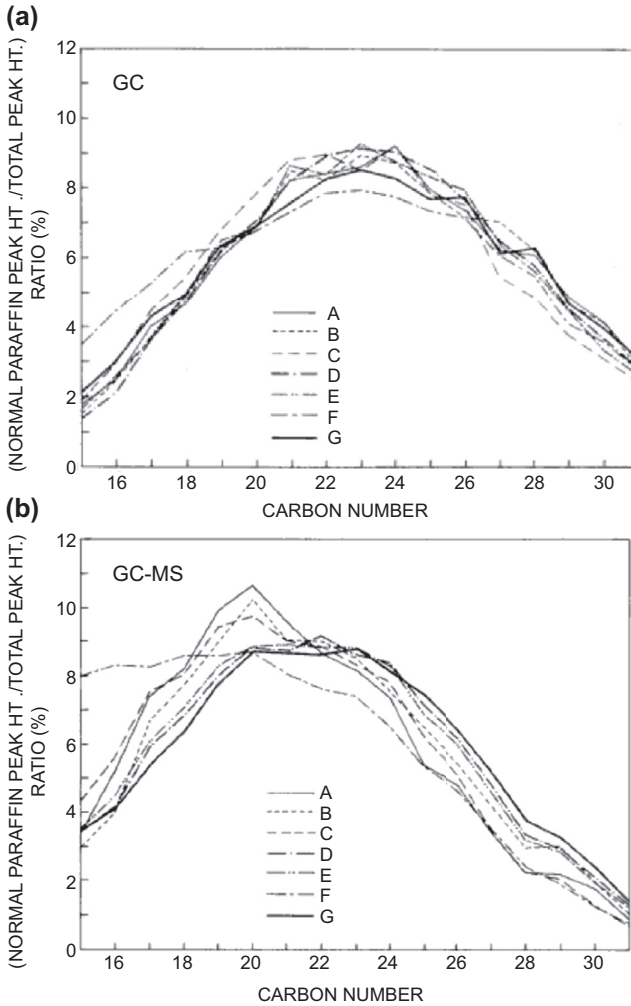 (a)
(NORMAL PARAFFIN PEAK HT ./TOTAL PEAK HT.)
RATIO (%)
12
10
8
6
4
2
0
GC
A
B
C
D
E
F
G
16 18 20 22 24 26 28 30
CARBON NUMBER
(b)
(NORMAL PARAFFIN PEAK HT ./TOTAL PEAK HT.)
RATIO (%)
12
10
8
6
4
2
0
GC-MS
A
B
C
D
E
F
G
16 18 20 22 24 26 28 30
CARBON NUMBER